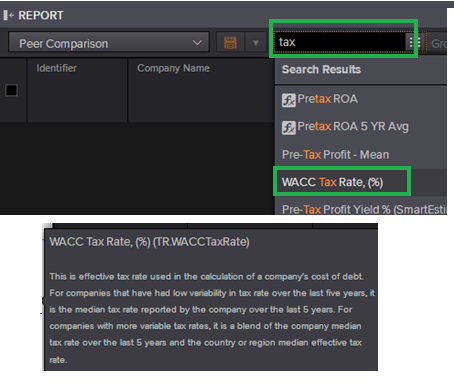 REPORT
Peer Comparison
tax
Gro
Identifier
Company Name
Search Results
fx Pretax ROA
fx Pretax ROA 5 YR Avg
Pre-Tax Profit - Mean
WACC Tax Rate, (%)
Pre-Tax Profit Yield % (SmartEsti
WACC Tax Rate, (%) (TR.WACCTaxRate)
This is effective tax rate used in the calculation of a company's cost of debt.
For companies that have had low variability in tax rate over the last five years, it
is the median tax rate reported by the company over the last 5 years. For
companies with more variable tax rates, it is a blend of the company median
tax rate over the last 5 years and the country or region median effective tax
rate.